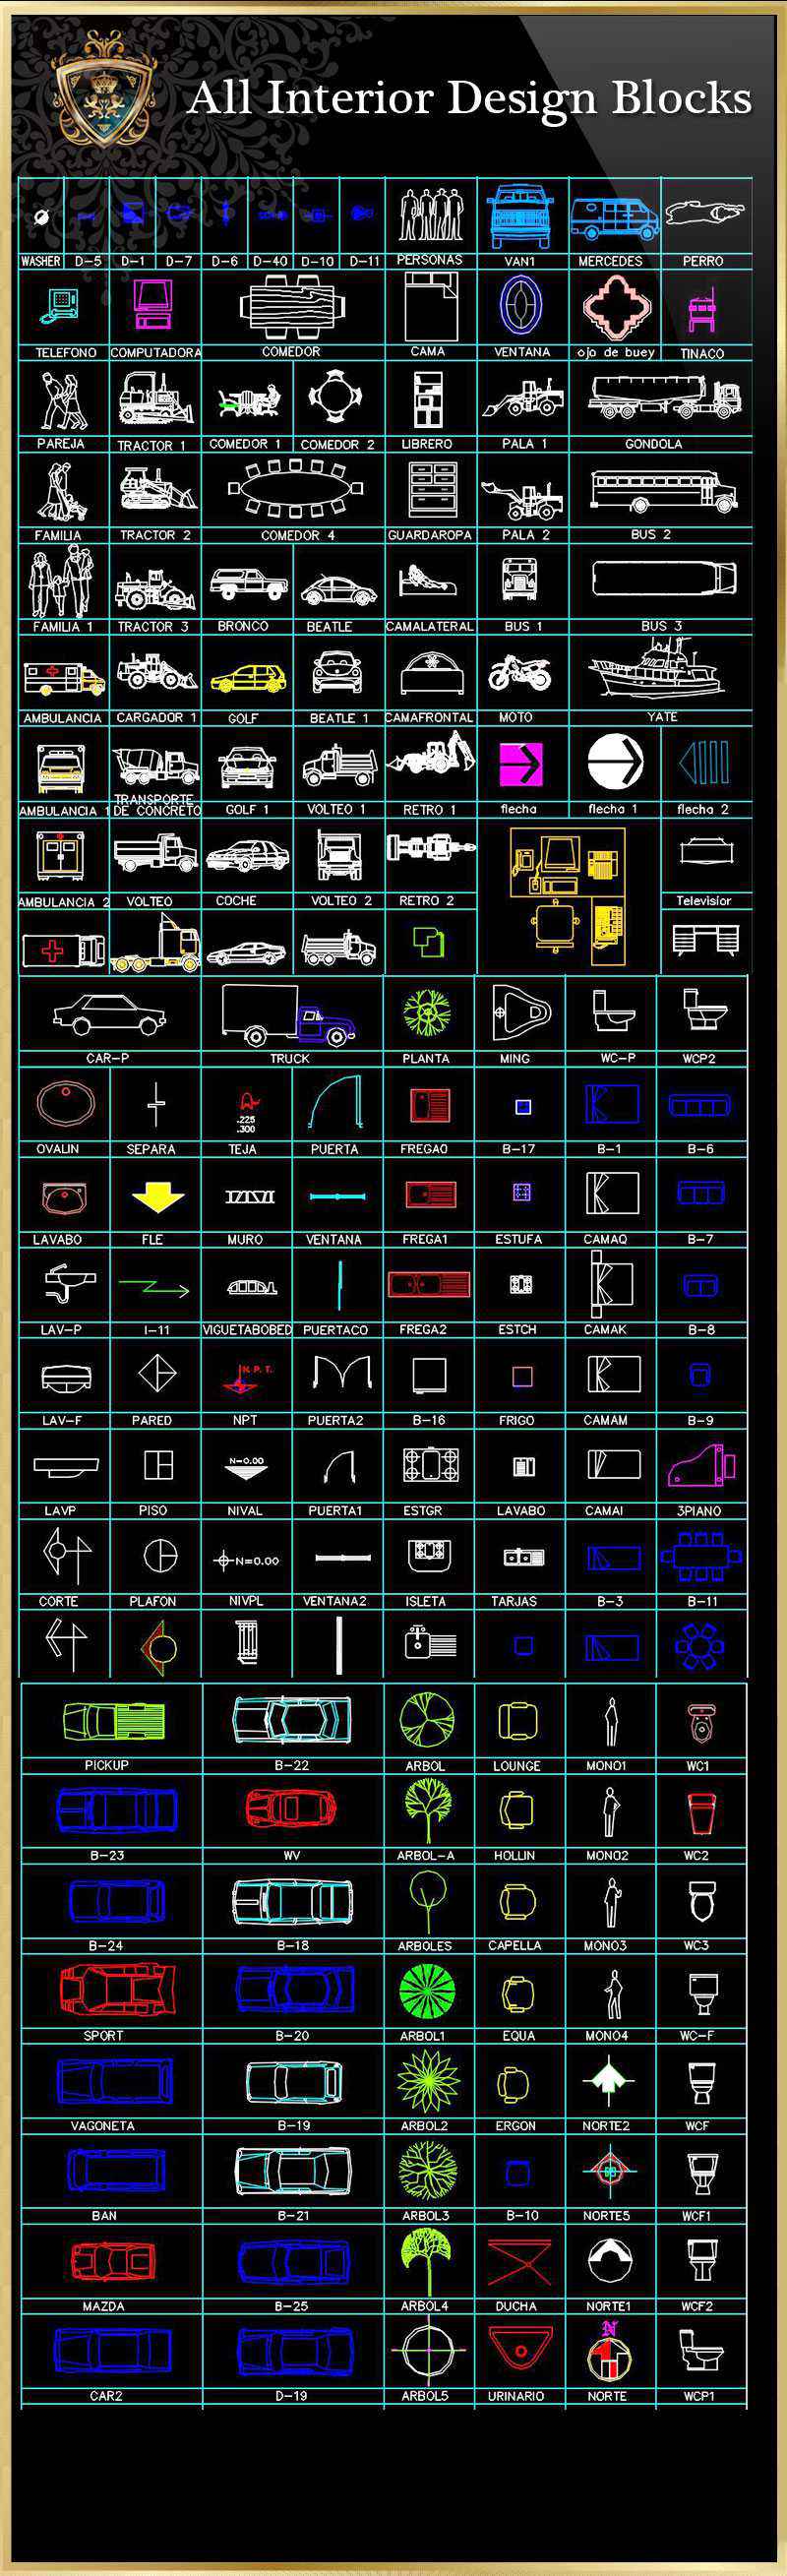 All Interior Design Blocks
WASHER D-5 D-1 D-7 D-6 D-40 D-10 D-11 PERSONAS VAN1 MERCEDES PERRO
TELEFONO COMPUTADORA COMEDOR CAMA VENTANA ojo de buey TINACO
PAREJA TRACTOR 1 COMEDOR 1 COMEDOR 2 LIBRERO PALA 1 GONDOLA
FAMILIA TRACTOR 2 COMEDOR 4 GUARDAROPA PALA 2 BUS 2
FAMILIA 1 TRACTOR 3 BRONCO BEATLE CAMALATERAL BUS 1 BUS 3
AMBULANCIA CARGADOR 1 GOLF BEATLE 1 CAMAFRONTAL MOTO YATE
AMBULANCIA 1 TRANSPORTE DE CONCRETO GOLF 1 VOLTEO 1 RETRO 1 flecha flecha 1 flecha 2
AMBULANCIA 2 VOLTEO COCHE VOLTEO 2 RETRO 2 Televisior
CAR-P TRUCK PLANTA MING WC-P WCP2
.225
.300
OVALIN SEPARA TEJA PUERTA FREGAO B-17 B-1 B-6
LAVABO FLE MURO VENTANA FREGA1 ESTUFA CAMAQ B-7
LAV-P I-11 VIGUETABOBED PUERTACO FREGA2 ESTCH CAMAK B-8
N. P. T.
LAV-F PARED NPT PUERTA2 B-16 FRIGO CAMAM B-9
N=0.00
LAVP PISO NIVAL PUERTA1 ESTGR LAVABO CAMAI 3PIANO
N=0.00
CORTE PLAFON NIVPL VENTANA2 ISLETA TARJAS B-3 B-11
PICKUP B-22 ARBOL LOUNGE MONO1 WC1
B-23 WV ARBOL-A HOLLIN MONO2 WC2
B-24 B-18 ARBOLES CAPELLA MONO3 WC3
SPORT B-20 ARBOL1 EQUA MONO4 WC-F
VAGONETA B-19 ARBOL2 ERGON NORTE2 WCF
BAN B-21 ARBOL3 B-10 NORTE5 WCF1
MAZDA B-25 ARBOL4 DUCHA NORTE1 WCF2
N
CAR2 D-19 ARBOL5 URINARIO NORTE WCP1